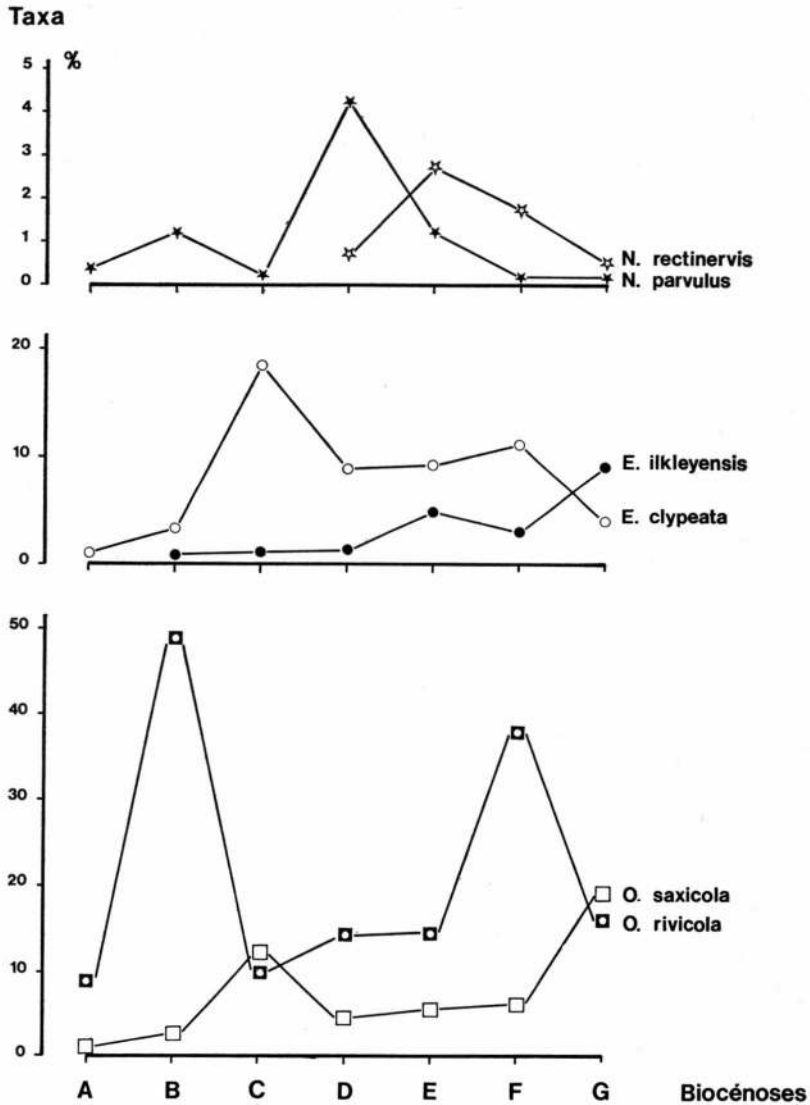 Taxa
%
5
4
3
2
1
0
N. rectinervis
N. parvulus
20
10
0
E. ilkleyensis
E. clypeata
50
40
30
20
10
0
O. saxicola
O. rivicola
A B C D E F G Biocénoses